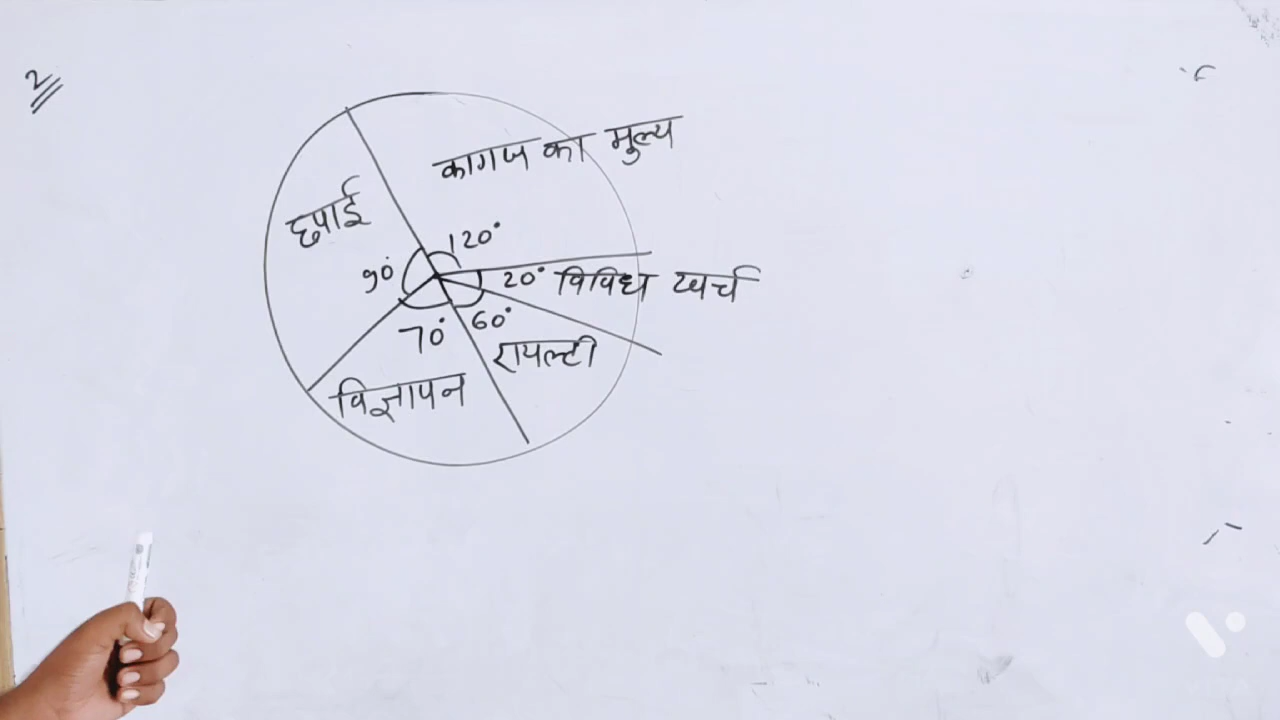 2
कागज का मुल्य
छपाई
120°
90°
20° विविध खर्च
70°
60°
रायल्टी
विज्ञापन